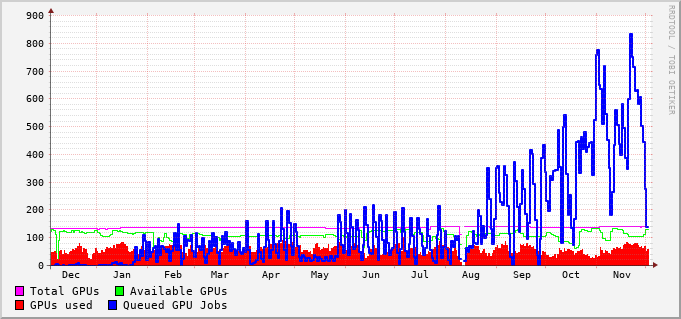 900
800
700
600
500
400
300
200
100
0
Dec Jan Feb Mar Apr May Jun Jul Aug Sep Oct Nov
Total GPUs Available GPUs
GPUs used Queued GPU Jobs
RRDTOOL / TOBI OETIKER